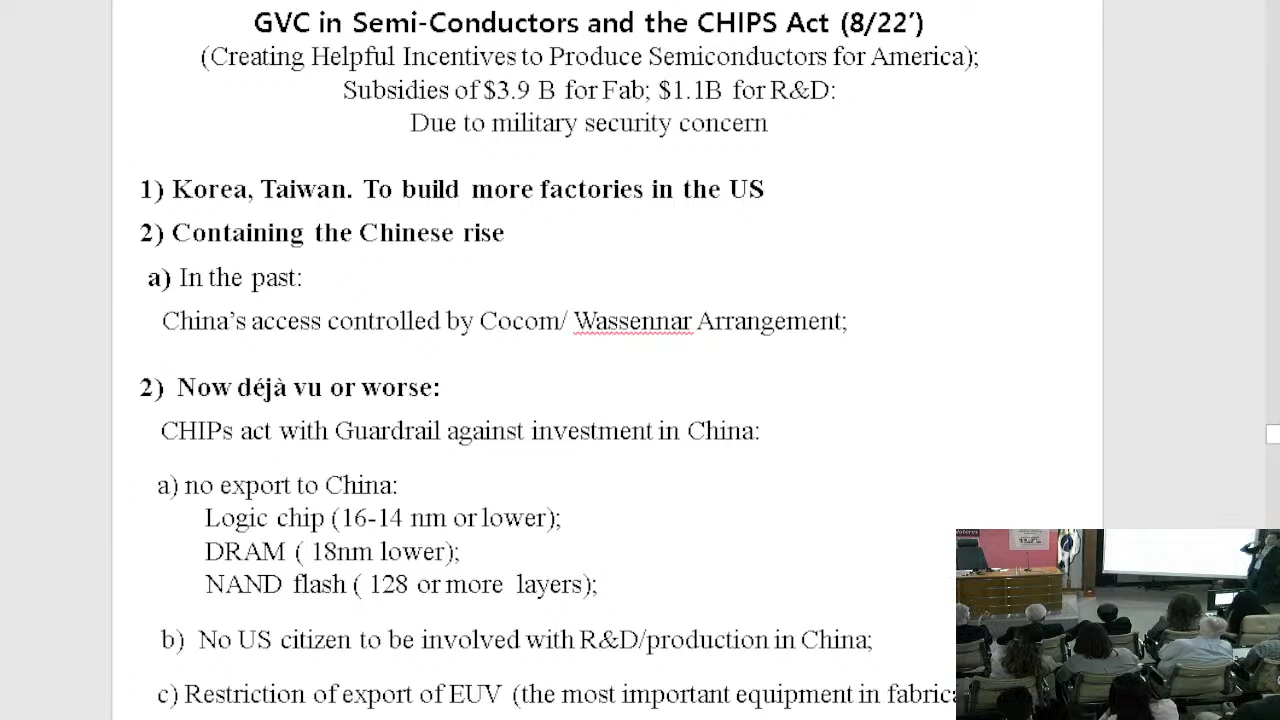 GVC in Semi-Conductors and the CHIPS Act (8/22’)
(Creating Helpful Incentives to Produce Semiconductors for America);
Subsidies of $3.9 B for Fab; $1.1B for R&D:
Due to military security concern
1) Korea, Taiwan. To build more factories in the US
2) Containing the Chinese rise
a) In the past:
China’s access controlled by Cocom/ Wassennar Arrangement;
2) Now déjà vu or worse:
CHIPs act with Guardrail against investment in China:
a) no export to China:
Logic chip (16-14 nm or lower);
DRAM ( 18nm lower);
NAND flash ( 128 or more layers);
b) No US citizen to be involved with R&D/production in China;
c) Restriction of export of EUV (the most important equipment in fabrica